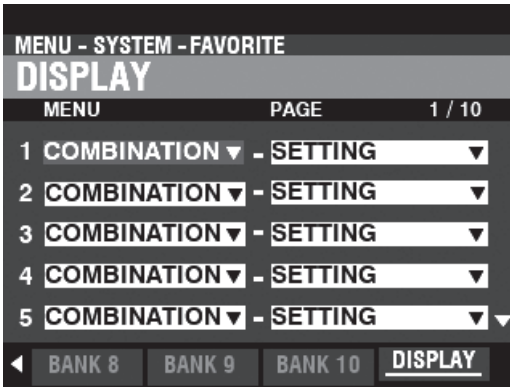 MENU - SYSTEM - FAVORITE
DISPLAY
MENU PAGE 1 / 10
1 COMBINATION ▼ - SETTING ▼
2 COMBINATION ▼ - SETTING ▼
3 COMBINATION ▼ - SETTING ▼
4 COMBINATION ▼ - SETTING ▼
5 COMBINATION ▼ - SETTING ▼
BANK 8 BANK 9 BANK 10 DISPLAY